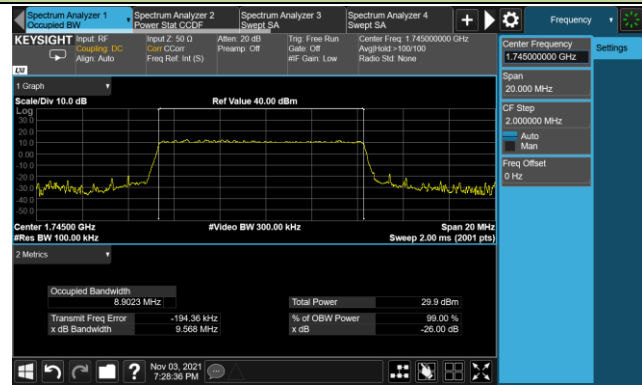 Spectrum Analyzer 1
Occupied BW
Spectrum Analyzer 2
Power Stat CCDF
Spectrum Analyzer 3
Swept SA
Spectrum Analyzer 4
Swept SA
Frequency
KEYSIGHT
Input: RF
Coupling: DC
Align: Auto
Input Z: 50 Ω
Corr CCorr
Freq Ref: Int (S)
Atten: 20 dB
Preamp: Off
Trig: Free Run
Gate: Off
#IF Gain: Low
Center Freq: 1.745000000 GHz
Avg|Hold:>100/100
Radio Std: None
LXI
Center Frequency
1.745000000 GHz
Settings
Span
20.000 MHz
CF Step
2.000000 MHz
Auto
Man
Freq Offset
0 Hz
1 Graph
Scale/Div 10.0 dB
Ref Value 40.00 dBm
Log
30.0
20.0
10.0
0.00
-10.0
-20.0
-30.0
-40.0
-50.0
Center 1.74500 GHz
#Video BW 300.00 kHz
Span 20 MHz
#Res BW 100.00 kHz
Sweep 2.00 ms (2001 pts)
2 Metrics
Occupied Bandwidth
8.9023 MHz
Total Power
29.9 dBm
Transmit Freq Error
-194.36 kHz
% of OBW Power
99.00 %
x dB Bandwidth
9.568 MHz
x dB
-26.00 dB
?
Nov 03, 2021
7:28:36 PM